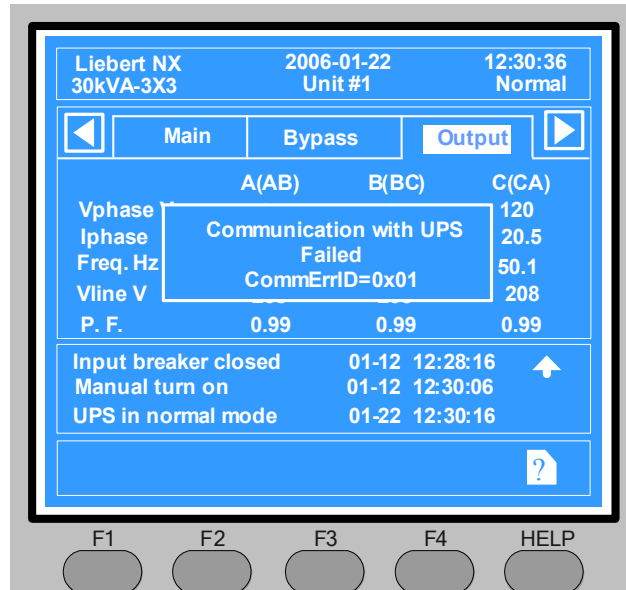 Liebert NX 2006-01-22 12:30:36
30kVA-3X3 Unit #1 Normal
Main Bypass Output
A(AB) B(BC) C(CA)
Vphase 120
Communication with UPS
Iphase 20.5
Failed
Freq. Hz 50.1
CommErrID=0x01
Vline V 208
P. F. 0.99 0.99 0.99
Input breaker closed 01-12 12:28:16
Manual turn on 01-12 12:30:06
UPS in normal mode 01-22 12:30:16
?
F1 F2 F3 F4 HELP